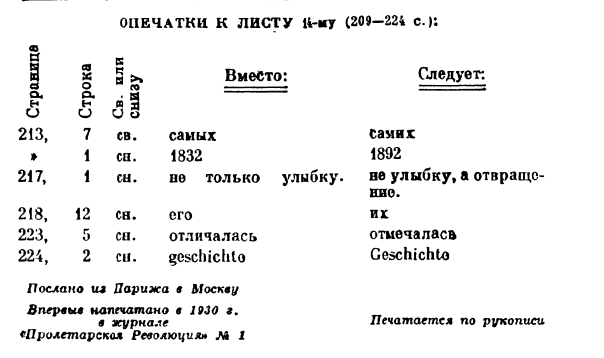 ОПЕЧАТКИ К ЛИСТУ 14-му (209—224 с.):
Страница Строка Св. или снизу Вместо: Следует:
213, 7 св. самых самих
» 1 сн. 1832 1892
217, 1 сн. не только улыбку. не улыбку, а отвраще-
ние.
218, 12 сн. его их
223, 5 сн. отличалась отмечалась
224, 2 сн. geschichte Geschichte
Послано из Парижа в Москву
Впервые напечатано в 1930 г.
в журнале Печатается по рукописи
«Пролетарская Революция» № 1